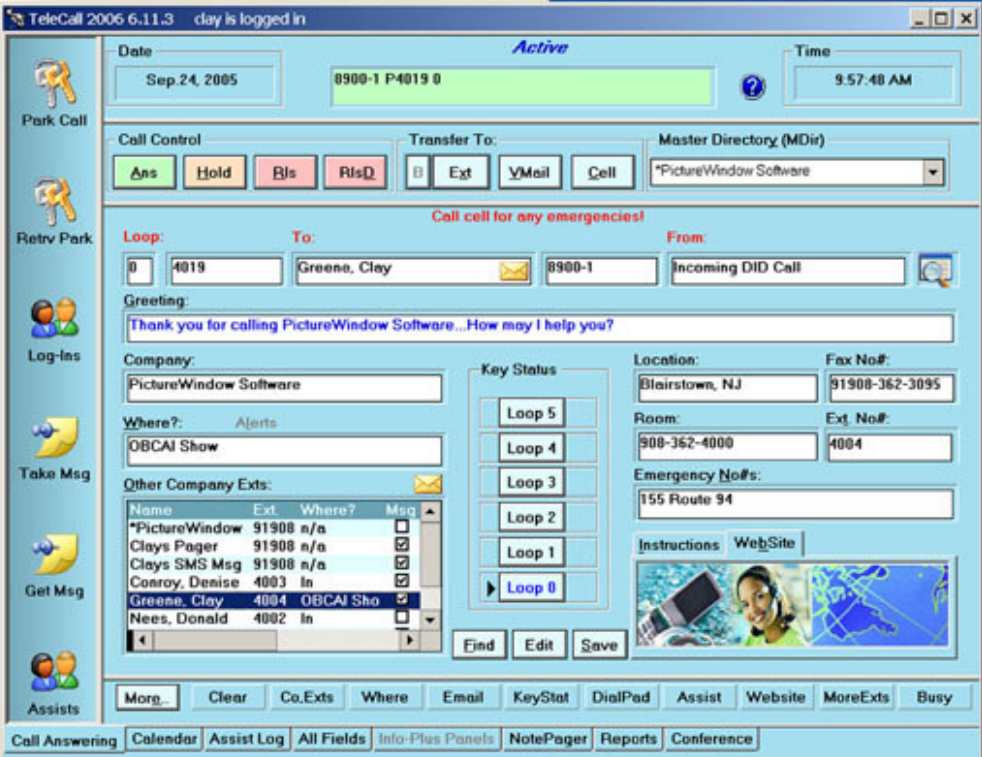 TeleCall 2006 6.11.3 clay is logged in
Park Call
Retrv Park
Log-Ins
Take Msg
Get Msg
Assists
Date
Sep.24, 2005
Active
8900-1 P4019 0
Time
9:57:48 AM
Call Control
Ans Hold Rls RlsD
Transfer To:
B Ext VMail Cell
Master Directory (MDir)
*PictureWindow Software
Call cell for any emergencies!
Loop: To: From:
0 4019 Greene, Clay 8900-1 Incoming DID Call
Greeting:
Thank you for calling PictureWindow Software...How may I help you?
Company:
PictureWindow Software
Where?: Alerts
OBCAI Show
Other Company Exts:
Name Ext. Where? Msg
*PictureWindow 91908 n/a
Clays Pager 91908 n/a
Clays SMS Msg 91908 n/a
Conroy, Denise 4003 In
Greene, Clay 4004 OBCAI Sho
Nees, Donald 4002 In
Key Status
Loop 5
Loop 4
Loop 3
Loop 2
Loop 1
Loop 0
Find Edit Save
Location: Fax No#:
Blairstown, NJ 91908-362-3095
Room: Ext. No#:
908-362-4000 4004
Emergency No#s:
155 Route 94
Instructions WebSite
More.. Clear Co.Exts Where Email KeyStat DialPad Assist Website MoreExts Busy
Call Answering Calendar Assist Log All Fields Info-Plus Panels NotePager Reports Conference